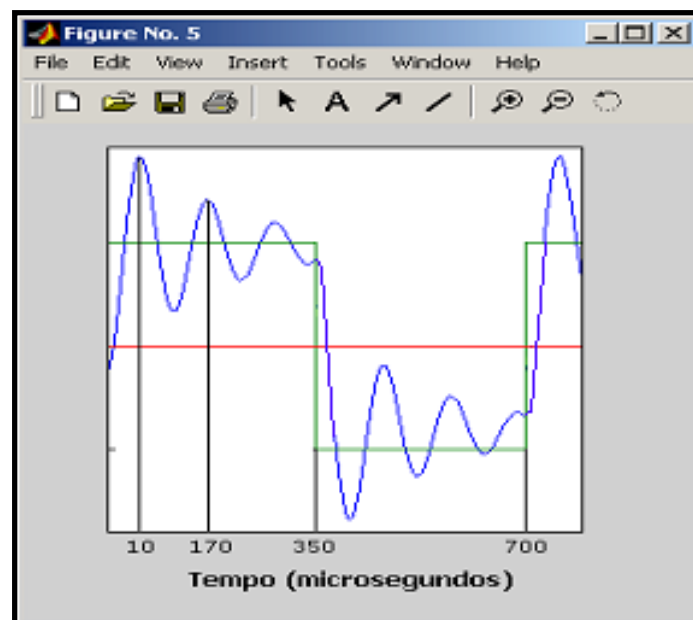 Figure No. 5
File Edit View Insert Tools Window Help
A
10 170 350 700
Tempo (microsegundos)